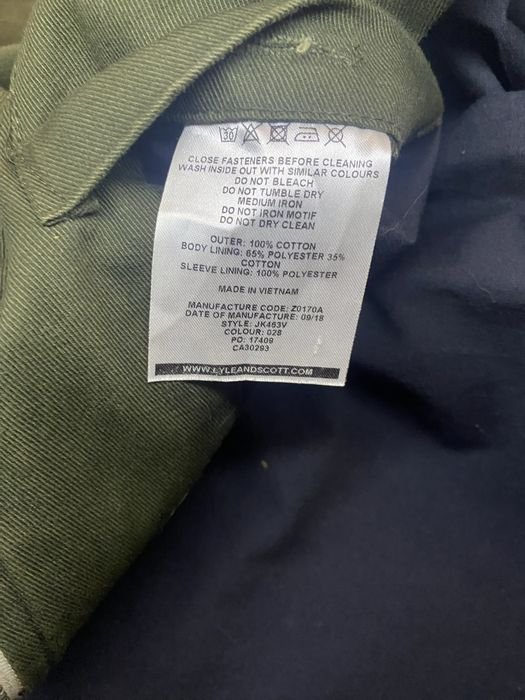 30
CLOSE FASTENERS BEFORE CLEANING
WASH INSIDE OUT WITH SIMILAR COLOURS
DO NOT BLEACH
DO NOT TUMBLE DRY
MEDIUM IRON
DO NOT IRON MOTIF
DO NOT DRY CLEAN
OUTER: 100% COTTON
BODY LINING: 65% POLYESTER 35%
COTTON
SLEEVE LINING: 100% POLYESTER
MADE IN VIETNAM
MANUFACTURE CODE: Z0170A
DATE OF MANUFACTURE: 09/18
STYLE: JK463V
COLOUR: 028
PO: 17409
CA30293
WWW.LYLEANDSCOTT.COM